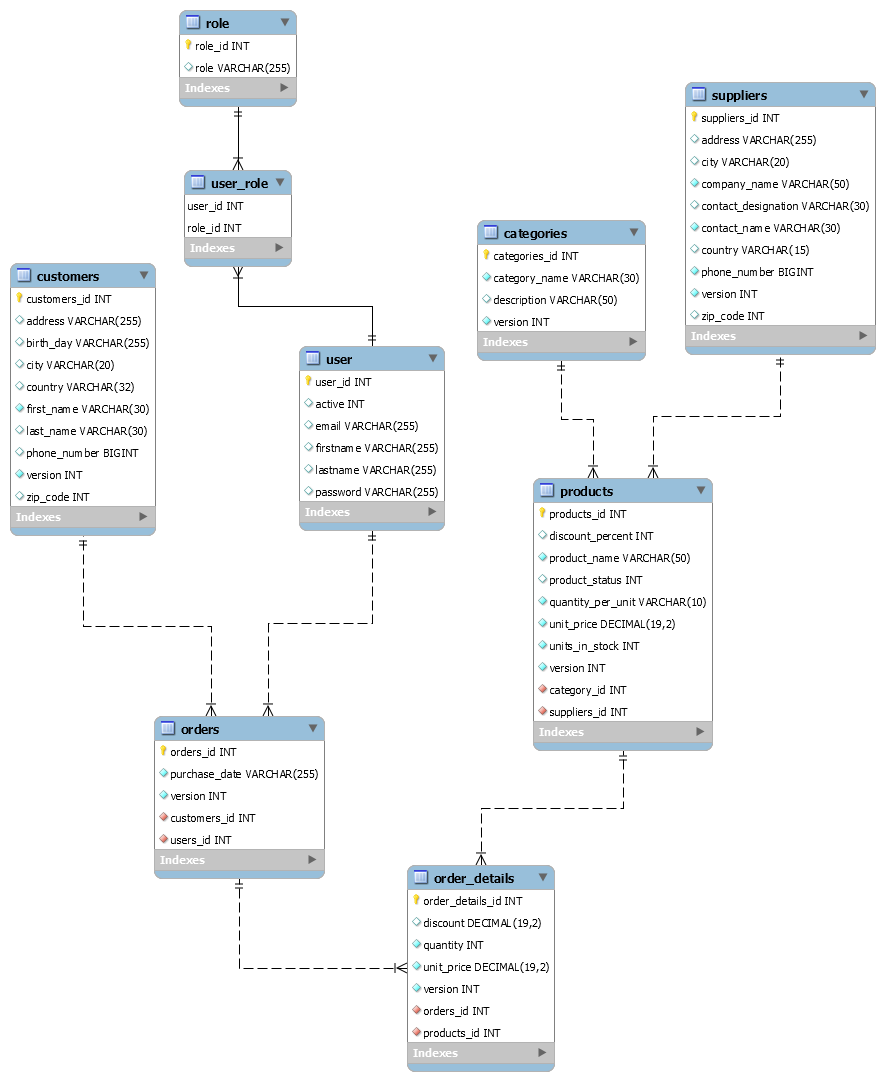 role
role_id INT
role VARCHAR(255)
Indexes
suppliers
suppliers_id INT
address VARCHAR(255)
city VARCHAR(20)
company_name VARCHAR(50)
contact_designation VARCHAR(30)
contact_name VARCHAR(30)
country VARCHAR(15)
phone_number BIGINT
version INT
zip_code INT
Indexes
user_role
user_id INT
role_id INT
Indexes
categories
categories_id INT
category_name VARCHAR(30)
description VARCHAR(50)
version INT
Indexes
customers
customers_id INT
address VARCHAR(255)
birth_day VARCHAR(255)
city VARCHAR(20)
country VARCHAR(32)
first_name VARCHAR(30)
last_name VARCHAR(30)
phone_number BIGINT
version INT
zip_code INT
Indexes
user
user_id INT
active INT
email VARCHAR(255)
firstname VARCHAR(255)
lastname VARCHAR(255)
password VARCHAR(255)
Indexes
products
products_id INT
discount_percent INT
product_name VARCHAR(50)
product_status INT
quantity_per_unit VARCHAR(10)
unit_price DECIMAL(19,2)
units_in_stock INT
version INT
category_id INT
suppliers_id INT
Indexes
orders
orders_id INT
purchase_date VARCHAR(255)
version INT
customers_id INT
users_id INT
Indexes
order_details
order_details_id INT
discount DECIMAL(19,2)
quantity INT
unit_price DECIMAL(19,2)
version INT
orders_id INT
products_id INT
Indexes